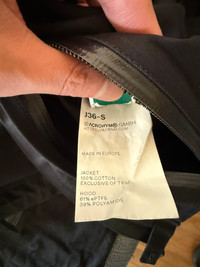 J36-S
©ACRONYM® GMBH
MADE IN EUROPE
JACKET
100% COTTON
EXCLUSIVE OF TRIM
HOOD
61% ePTFE
39% POLYAMIDE